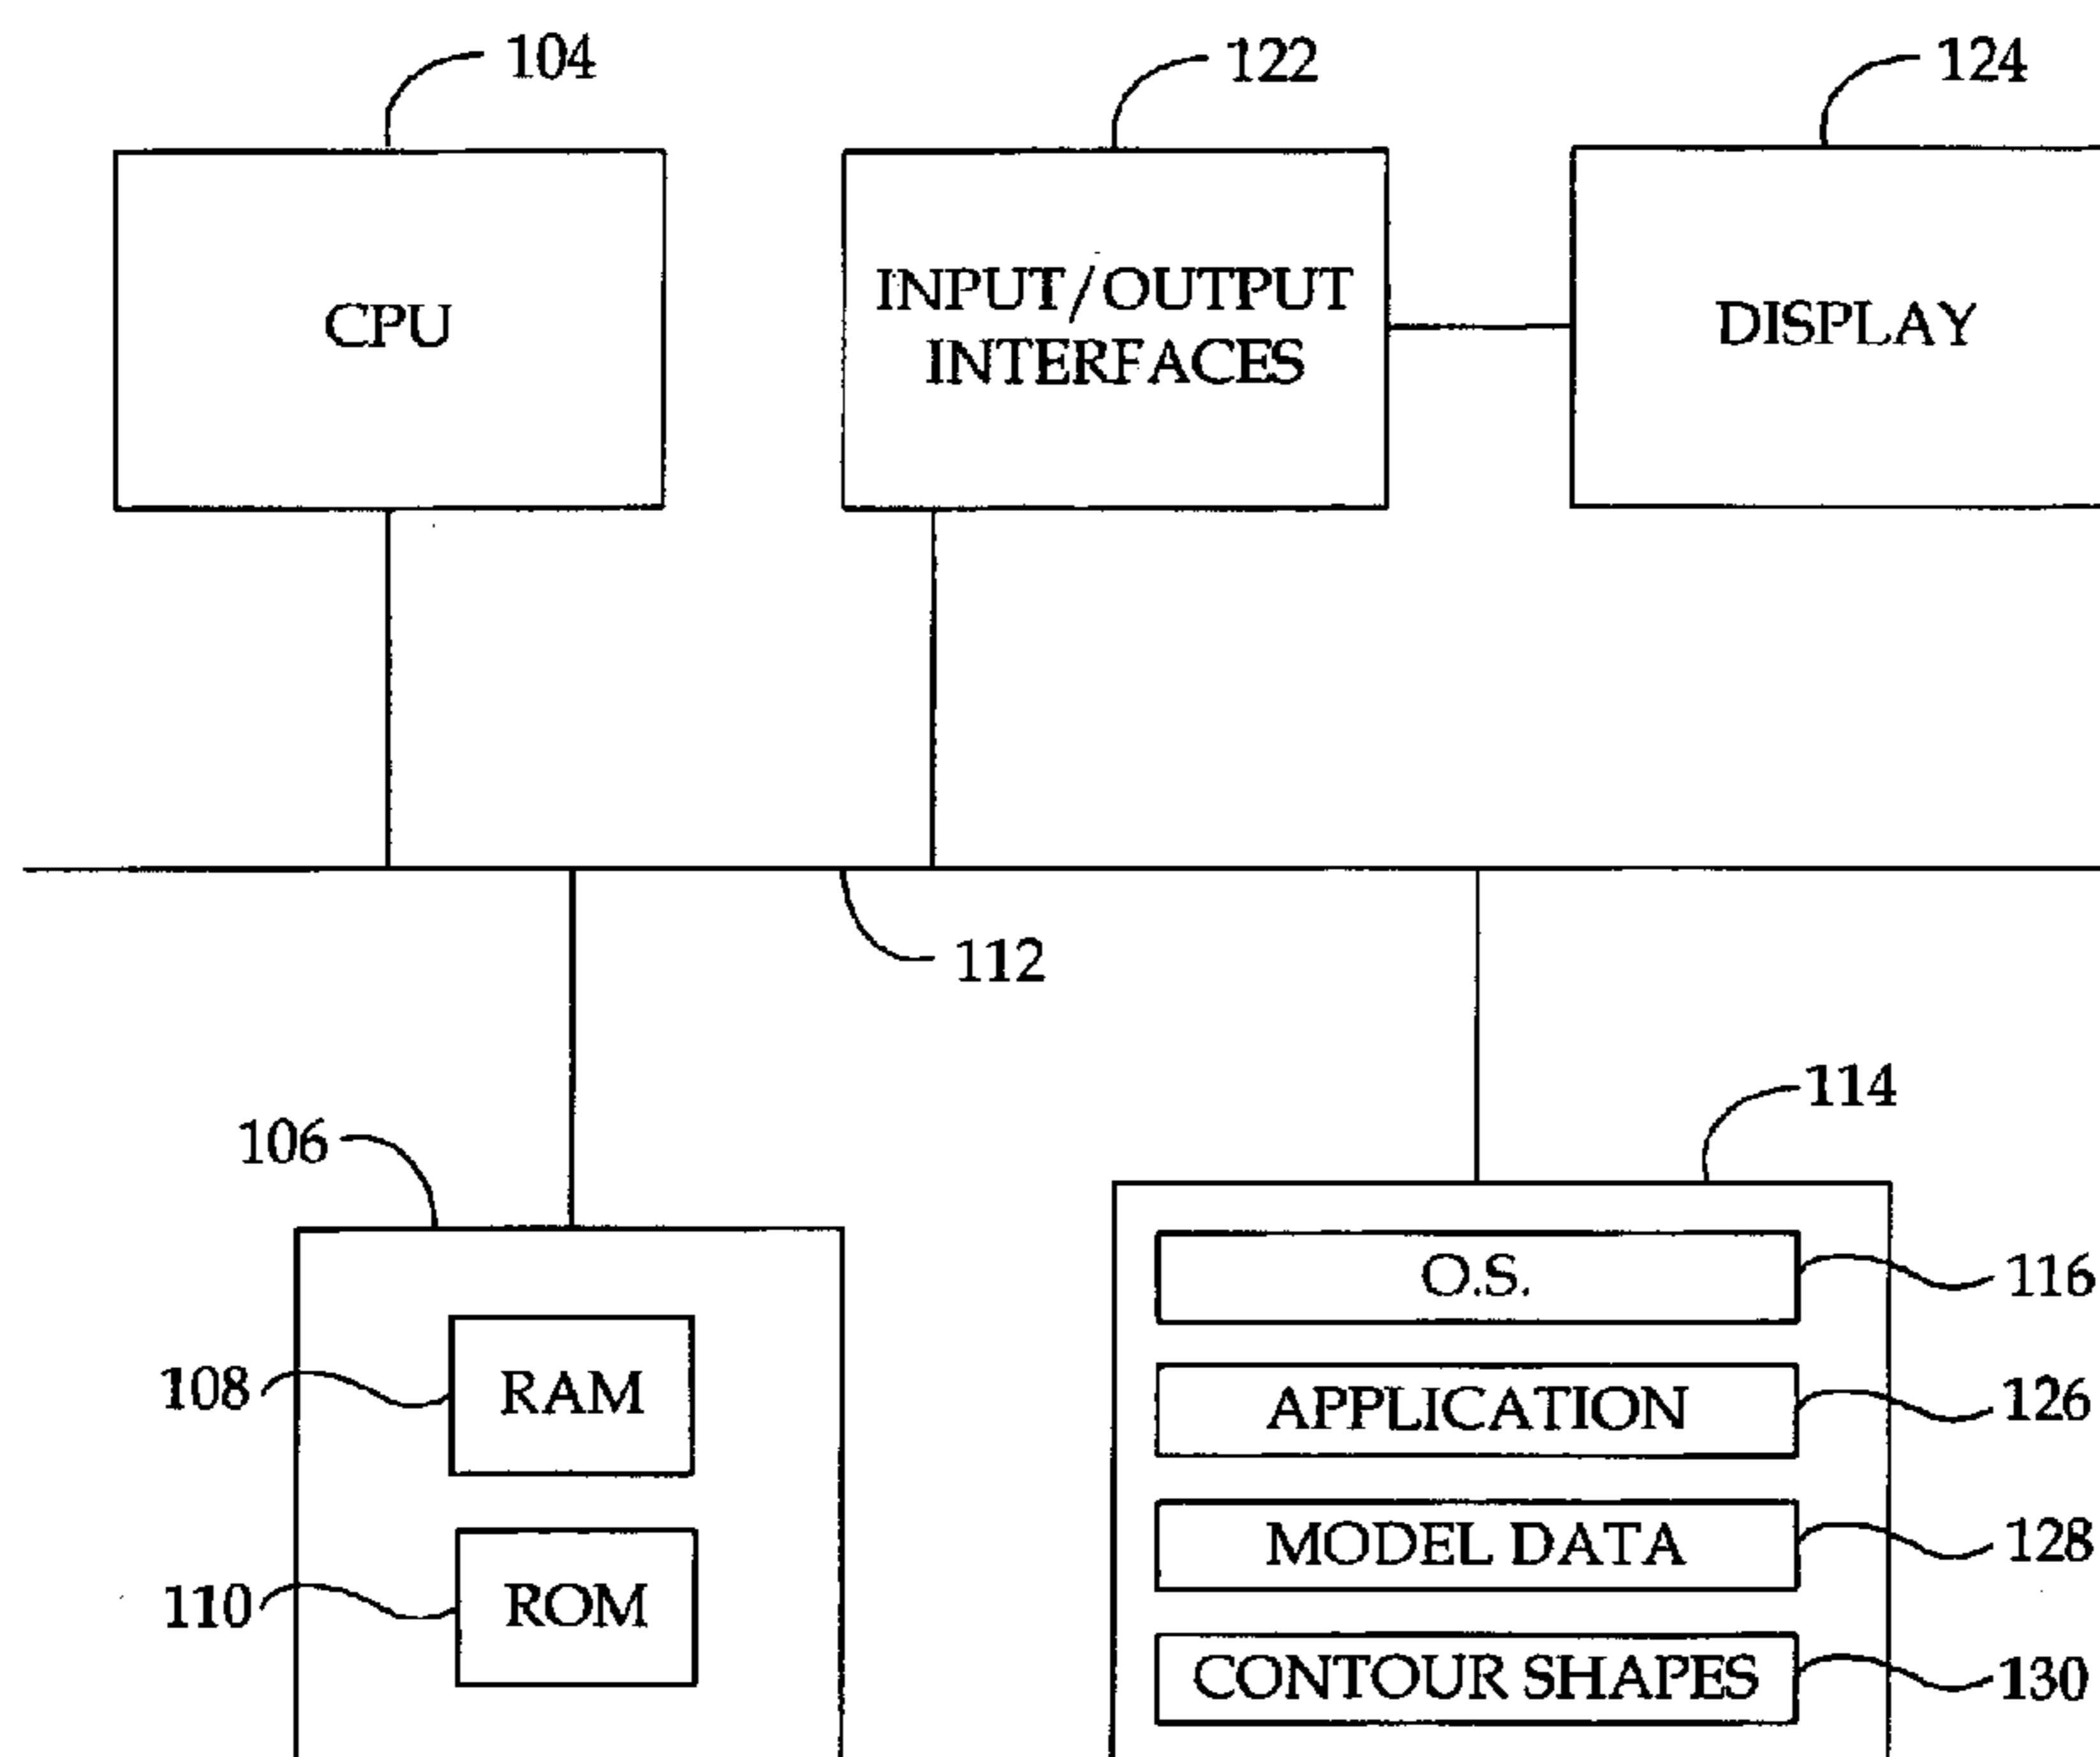 104
122
124
CPU
INPUT/OUTPUT
INTERFACES
DISPLAY
112
114
106
O.S.
116
108
RAM
APPLICATION
126
MODEL DATA
128
110
ROM
CONTOUR SHAPES
130